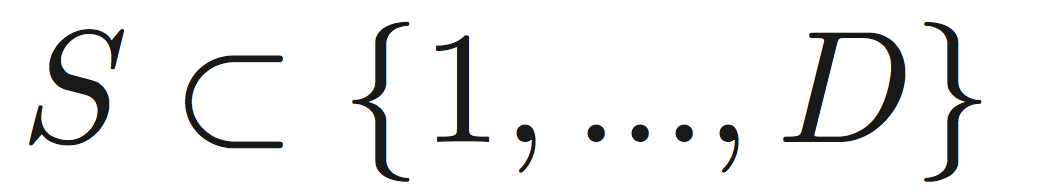 S ⊂ {1, ...., D}